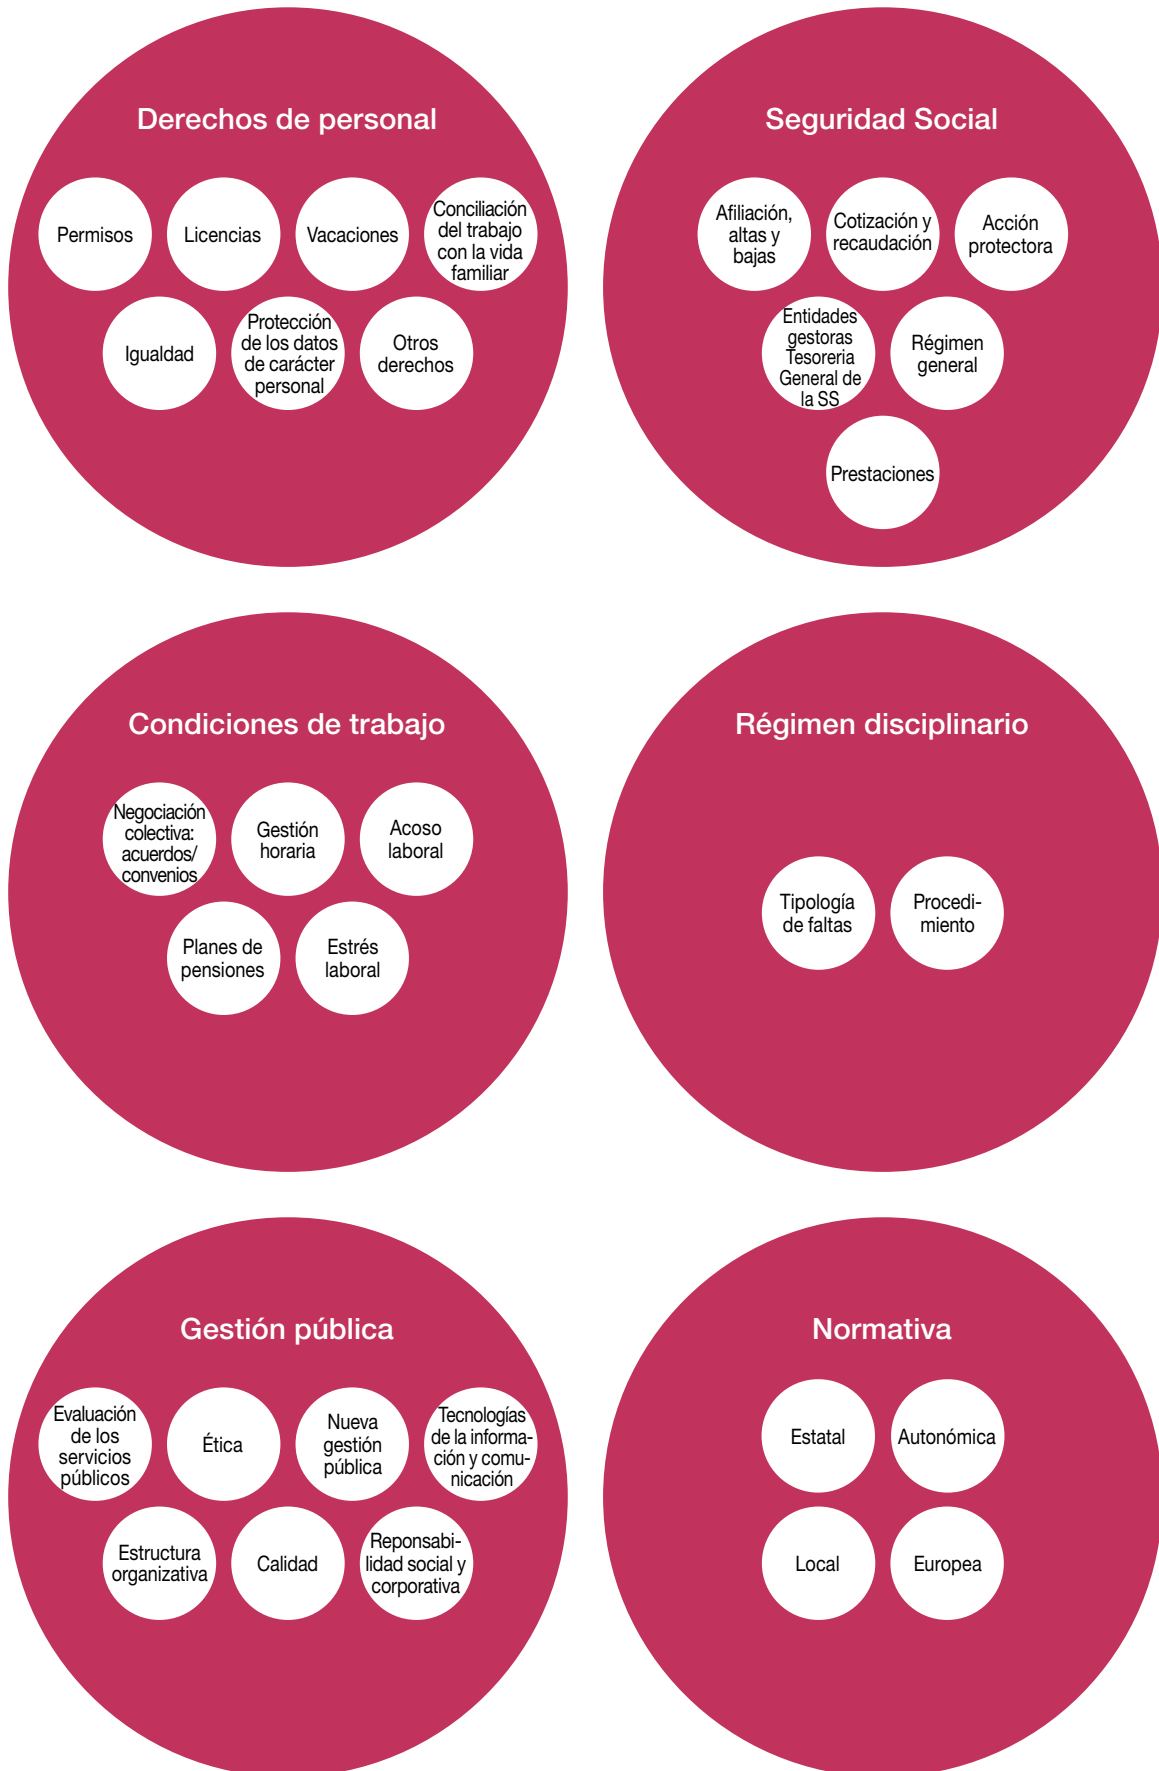 Derechos de personal
Permisos
Licencias
Vacaciones
Conciliación
del trabajo
con la vida
familiar
Igualdad
Protección
de los datos
de carácter
personal
Otros
derechos
Seguridad Social
Afiliación,
altas y
bajas
Cotización y
recaudación
Acción
protectora
Entidades
gestoras
Tesoreria
General de
la SS
Régimen
general
Prestaciones
Condiciones de trabajo
Negociación
colectiva:
acuerdos/
convenios
Gestión
horaria
Acoso
laboral
Planes de
pensiones
Estrés
laboral
Régimen disciplinario
Tipología
de faltas
Procedi-
miento
Gestión pública
Evaluación
de los
servicios
públicos
Ética
Nueva
gestión
pública
Tecnologías
de la informa-
ción y comu-
nicación
Estructura
organizativa
Calidad
Reponsabi-
lidad social y
corporativa
Normativa
Estatal
Autonómica
Local
Europea